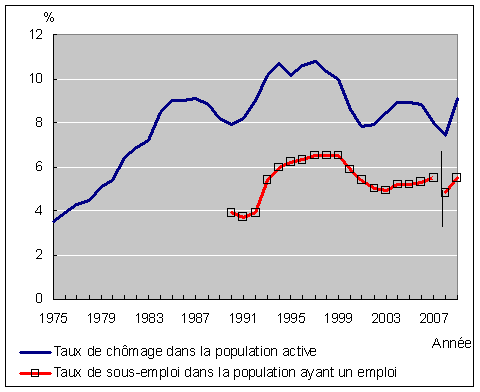 %
12
10
8
6
4
2
0
1975 1979 1983 1987 1991 1995 1999 2003 2007
Année
Taux de chômage dans la population active
Taux de sous-emploi dans la population ayant un emploi